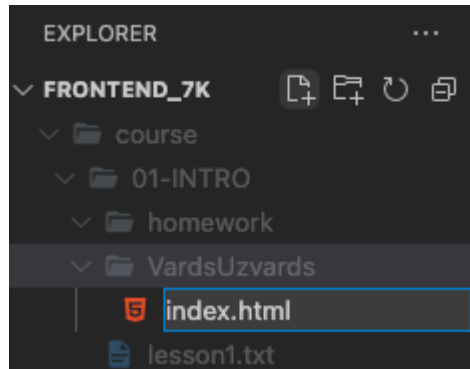 EXPLORER
FRONTEND_7K
course
01-INTRO
homework
VardsUzvards
index.html
lesson1.txt